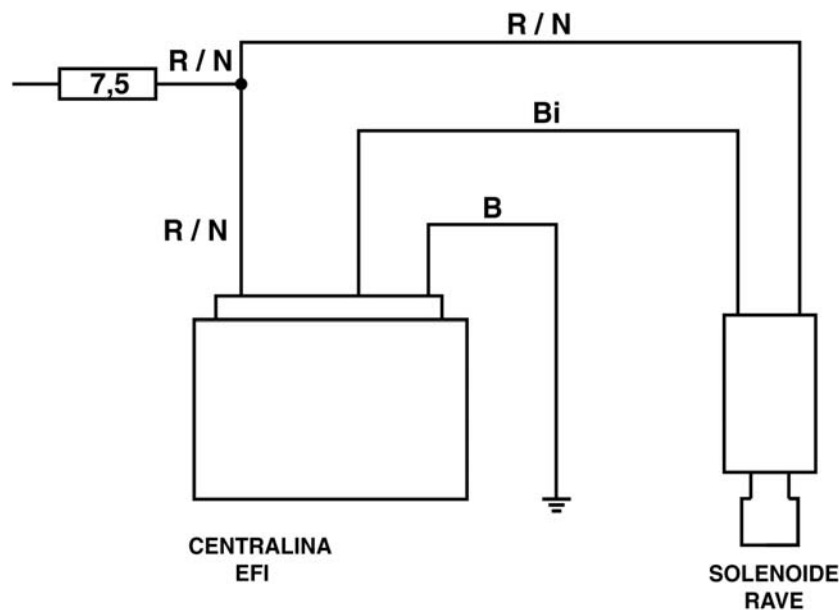 R / N
R / N
7,5
Bi
B
R / N
CENTRALINA
EFI
SOLENOIDE
RAVE